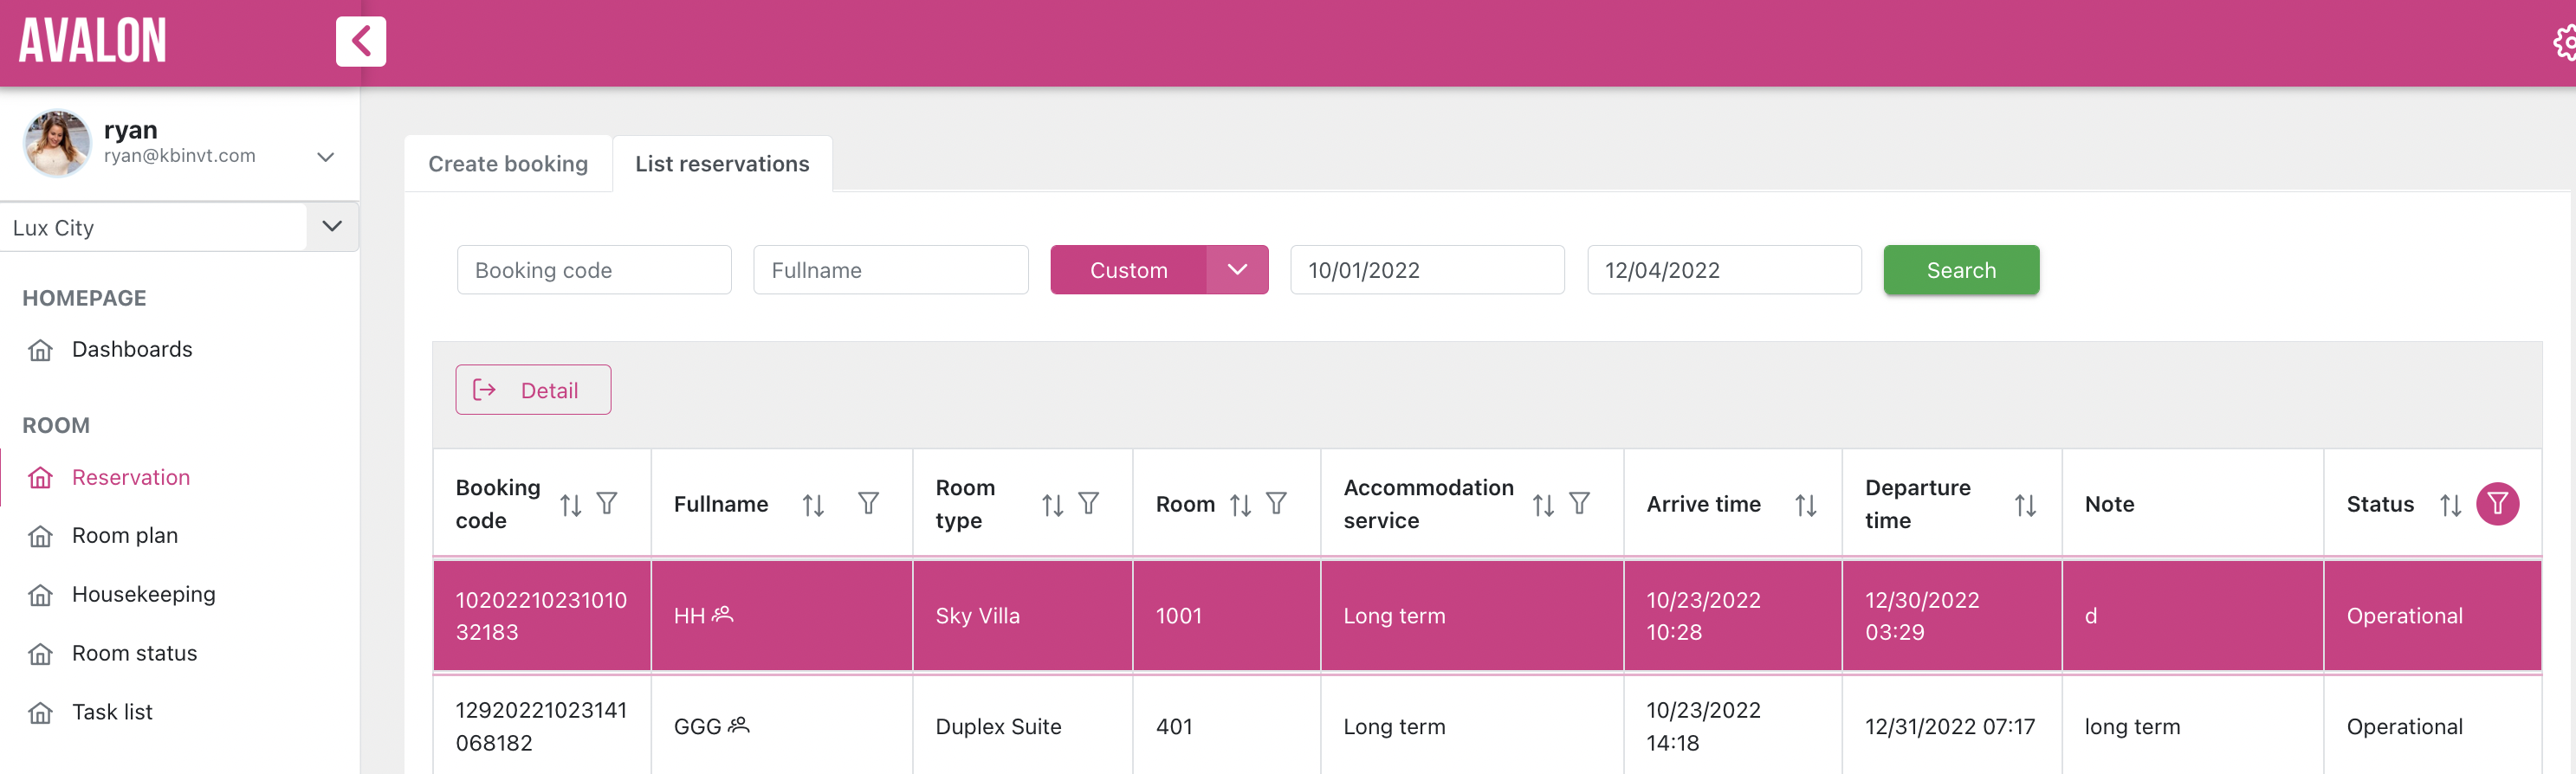 AVALON
ryan
ryan@kbinvt.com
Lux City
HOMEPAGE
Dashboards
ROOM
Reservation
Room plan
Housekeeping
Room status
Task list
Create booking
List reservations
Booking code
Fullname
Custom
10/01/2022
12/04/2022
Search
Detail
Booking
code
Fullname
Room
type
Room
Accommodation
service
Arrive time
Departure
time
Note
Status
10202210231010
32183
HH
Sky Villa
1001
Long term
10/23/2022
10:28
12/30/2022
03:29
d
Operational
12920221023141
068182
GGG
Duplex Suite
401
Long term
10/23/2022
14:18
12/31/2022 07:17
long term
Operational